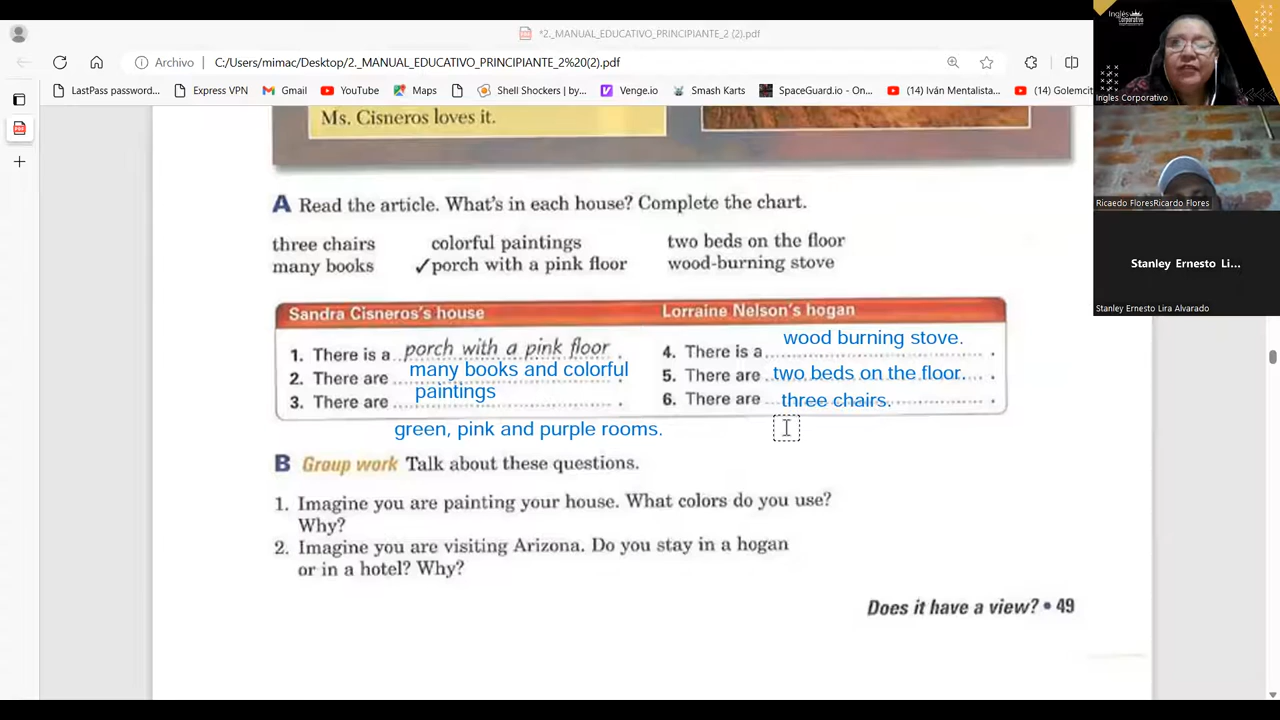 *2._MANUAL_EDUCATIVO_PRINCIPIANTE_2 (2).pdf
Archivo
C:/Users/mimac/Desktop/2._MANUAL_EDUCATIVO_PRINCIPIANTE_2%20(2).pdf
LastPass password...
Express VPN
Gmail
YouTube
Maps
Shell Shockers | by...
Venge.io
Smash Karts
SpaceGuard.io - On...
(14) Iván Mentalista...
(14) Golemcit
Inglés
Corporativo
Ingles Corporativo
Ricaedo FloresRicardo Flores
Stanley Ernesto Li...
Stanley Ernesto Lira Alvarado
Ms. Cisneros loves it.
A Read the article. What's in each house? Complete the chart.
three chairs colorful paintings two beds on the floor
many books ✓porch with a pink floor wood-burning stove
Sandra Cisneros's house Lorraine Nelson's hogan
1. There is a porch with a pink floor .
2. There are many books and colorful paintings .
3. There are .
green, pink and purple rooms.
4. There is a wood burning stove. .
5. There are two beds on the floor. .
6. There are three chairs. .
B Group work Talk about these questions.
1. Imagine you are painting your house. What colors do you use?
Why?
2. Imagine you are visiting Arizona. Do you stay in a hogan
or in a hotel? Why?
Does it have a view? • 49